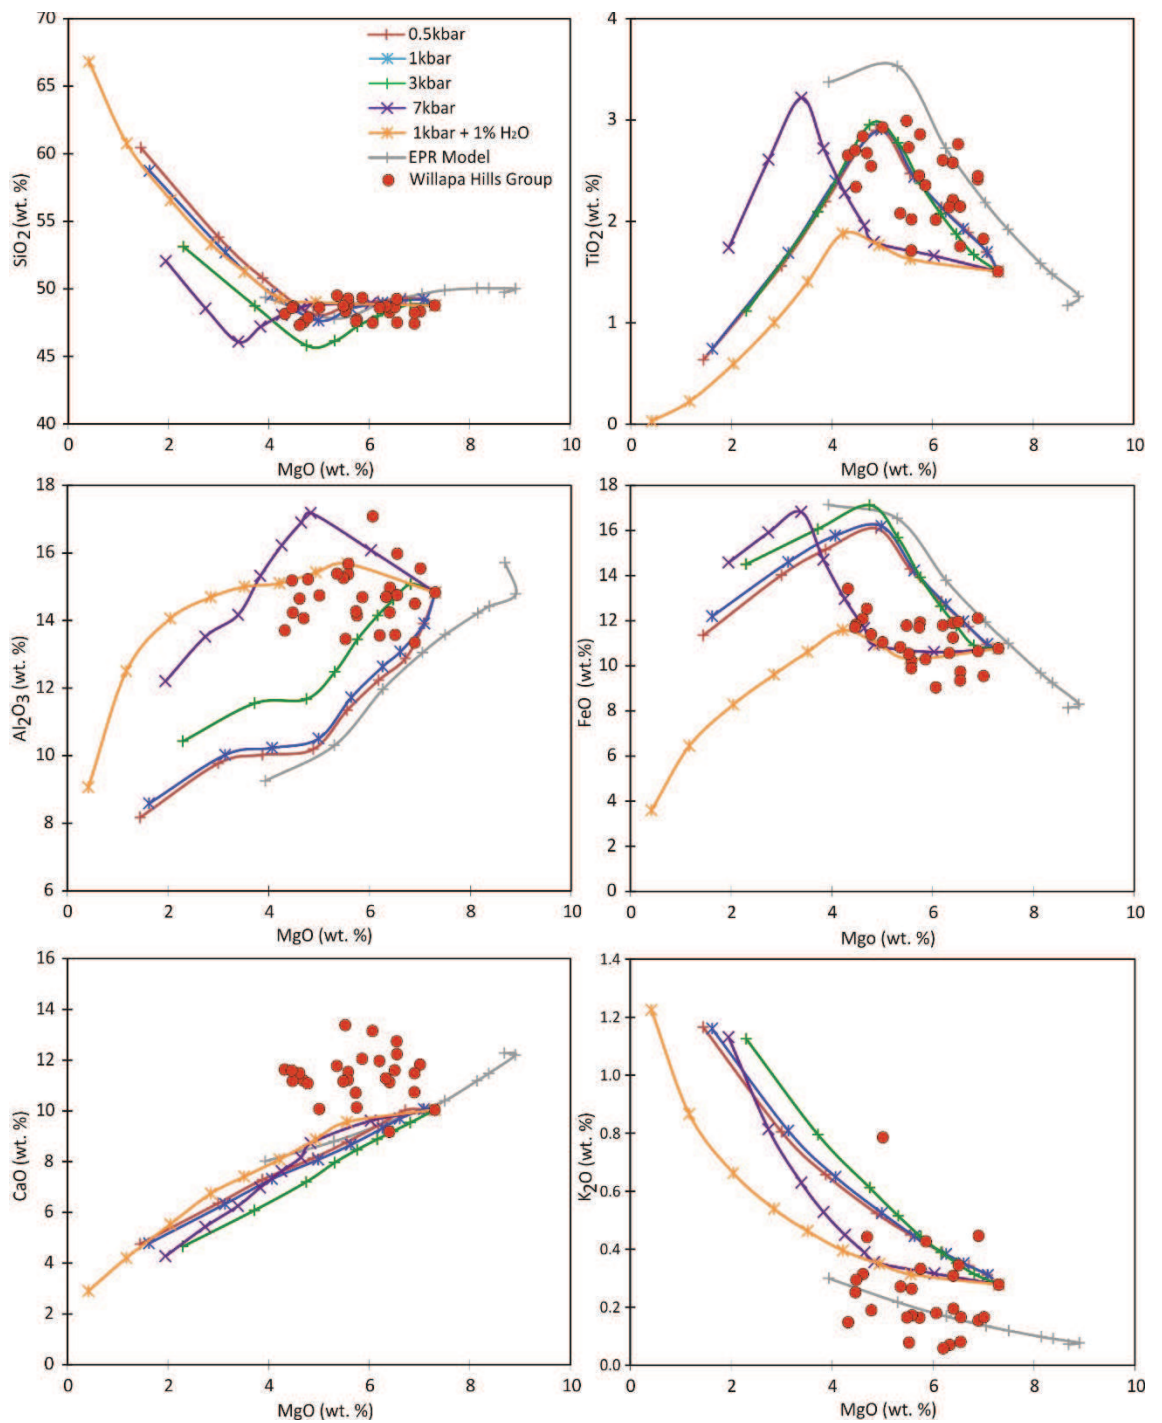 70
65
60
55
50
45
40
SiO2 (wt. %)
0 2 4 6 8 10
MgO (wt. %)
0.5kbar
1kbar
3kbar
7kbar
1kbar + 1% H2O
EPR Model
Willapa Hills Group
4
3
2
1
0
TiO2 (wt. %)
0 2 4 6 8 10
MgO (wt. %)
18
16
14
12
10
8
6
Al2O3 (wt. %)
0 2 4 6 8 10
MgO (wt. %)
18
16
14
12
10
8
6
4
2
0
FeO (wt. %)
0 2 4 6 8 10
Mgo (wt. %)
16
14
12
10
8
6
4
2
0
CaO (wt. %)
0 2 4 6 8 10
MgO (wt. %)
1.4
1.2
1.0
0.8
0.6
0.4
0.2
0.0
K2O (wt. %)
0 2 4 6 8 10
MgO (wt. %)